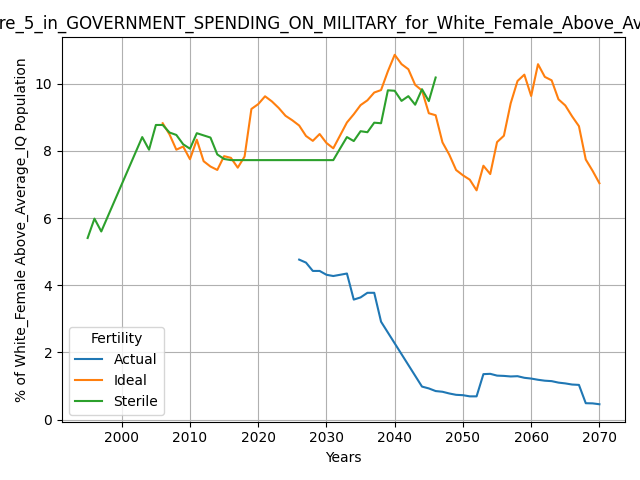 re_5_in_GOVERNMENT_SPENDING_ON_MILITARY_for_White_Female_Above_Av
% of White_Female Above_Average_IQ Population
10
8
6
4
2
0
Fertility
Actual
Ideal
Sterile
2000 2010 2020 2030 2040 2050 2060 2070
Years